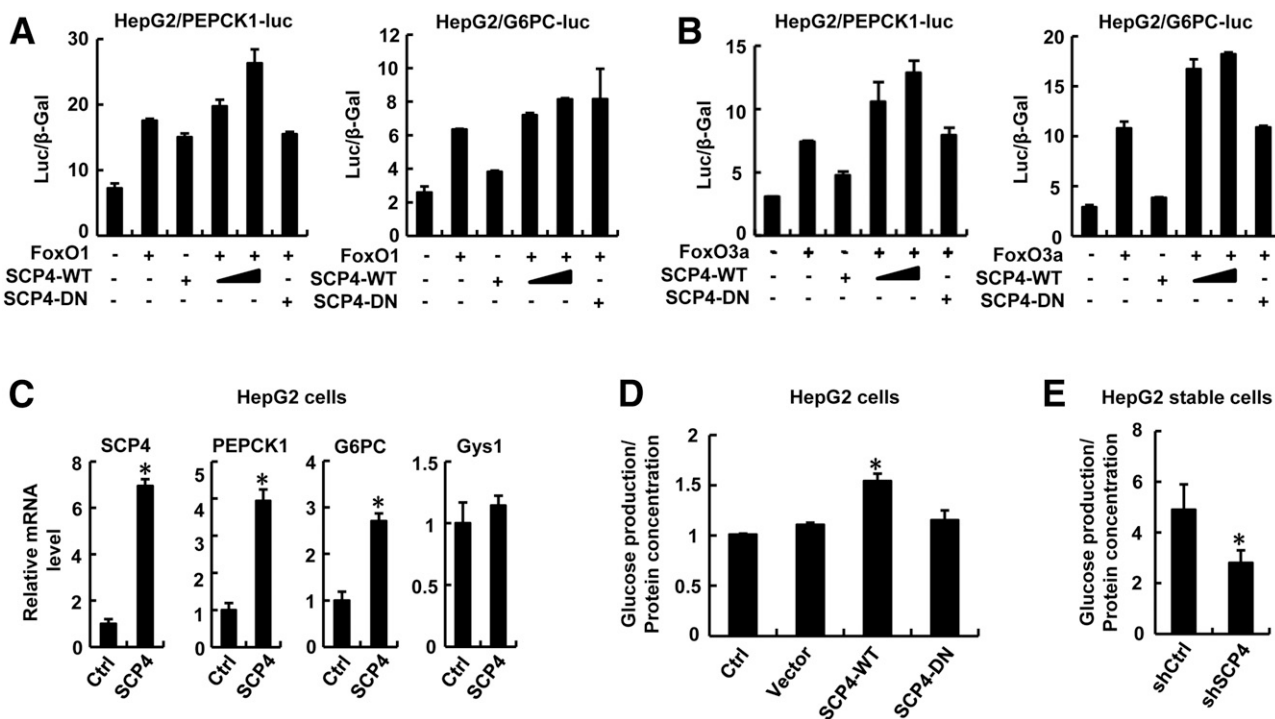 A
HepG2/PEPCK1-luc
Luc/β-Gal
30
20
10
0
FoxO1 - + - + + +
SCP4-WT - - + -
SCP4-DN - - - - - +
HepG2/G6PC-luc
Luc/β-Gal
12
10
8
6
4
2
0
FoxO1 - + - + + +
SCP4-WT - - + -
SCP4-DN - - - - - +
B
HepG2/PEPCK1-luc
Luc/β-Gal
15
10
5
0
FoxO3a - + - + + +
SCP4-WT - - + -
SCP4-DN - - - - - +
HepG2/G6PC-luc
Luc/β-Gal
20
15
10
5
0
FoxO3a - + - + + +
SCP4-WT - - + -
SCP4-DN - - - - - +
C
HepG2 cells
Relative mRNA
level
SCP4
8
6
4
2
0
*
Ctrl
SCP4
PEPCK1
5
4
3
2
1
0
*
Ctrl
SCP4
G6PC
4
3
2
1
0
*
Ctrl
SCP4
Gys1
1.5
1
0.5
0
Ctrl
SCP4
D
HepG2 cells
Glucose production/
Protein concentration
2
1.5
1
0.5
0
*
Ctrl
Vector
SCP4-WT
SCP4-DN
E
HepG2 stable cells
Glucose production/
Protein concentration
8
6
4
2
0
*
shCtrl
shSCP4